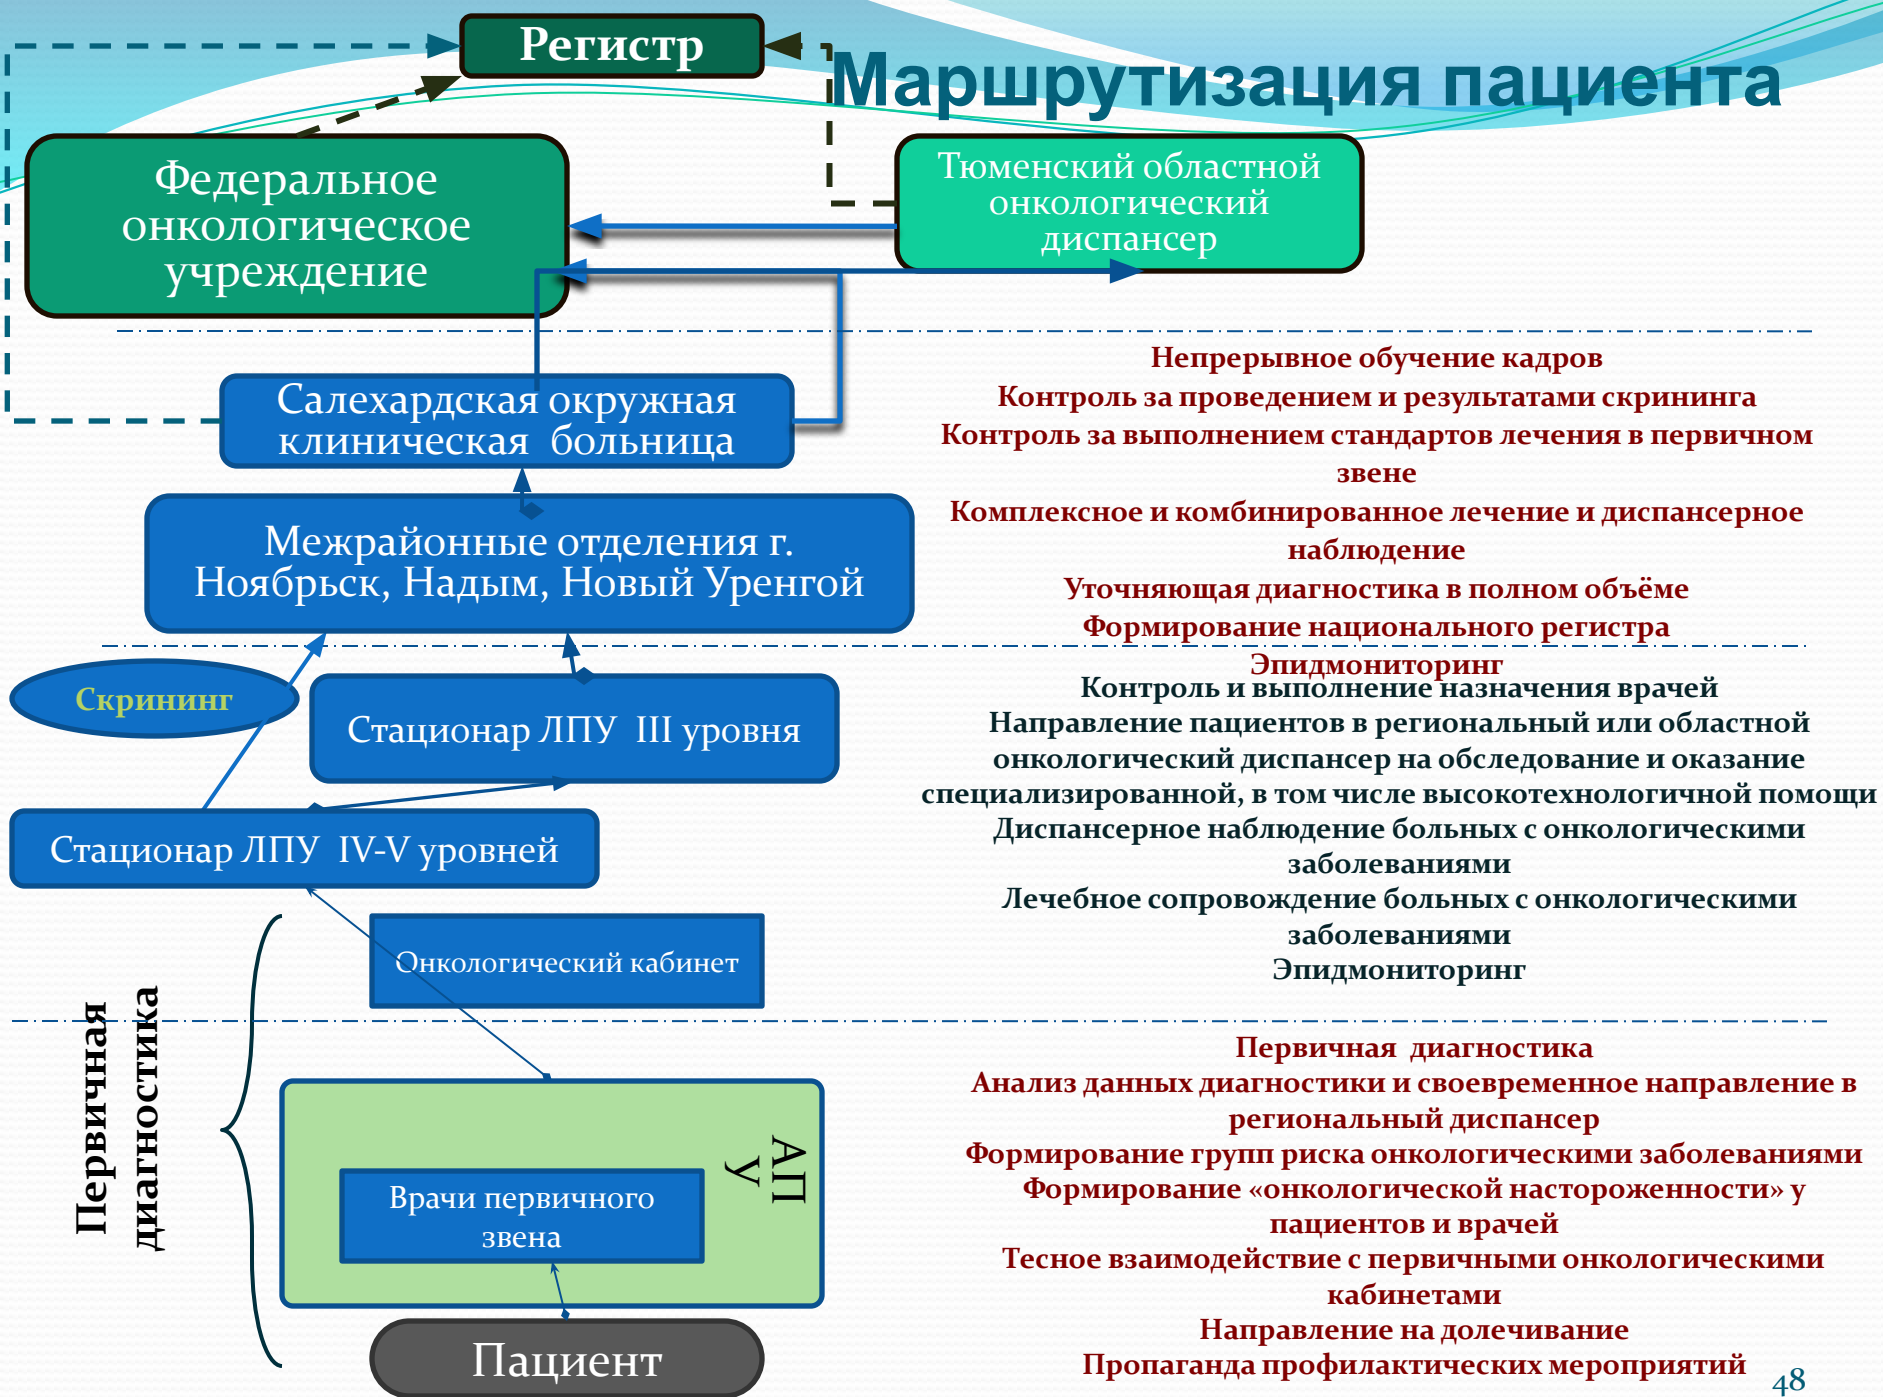 Регистр
Маршрутизация пациента
Федеральное
онкологическое
учреждение
Тюменский областной
онкологический
диспансер
Салехардская окружная
клиническая больница
Межрайонные отделения г.
Ноябрьск, Надым, Новый Уренгой
Скрининг
Стационар ЛПУ III уровня
Стационар ЛПУ IV-V уровней
Онкологический кабинет
Первичная
диагностика
АП
У
Врачи первичного
звена
Пациент
Непрерывное обучение кадров
Контроль за проведением и результатами скрининга
Контроль за выполнением стандартов лечения в первичном
звене
Комплексное и комбинированное лечение и диспансерное
наблюдение
Уточняющая диагностика в полном объёме
Формирование национального регистра
Эпидмониторинг
Контроль и выполнение назначения врачей
Направление пациентов в региональный или областной
онкологический диспансер на обследование и оказание
специализированной, в том числе высокотехнологичной помощи
Диспансерное наблюдение больных с онкологическими
заболеваниями
Лечебное сопровождение больных с онкологическими
заболеваниями
Эпидмониторинг
Первичная диагностика
Анализ данных диагностики и своевременное направление в
региональный диспансер
Формирование групп риска онкологическими заболеваниями
Формирование «онкологической настороженности» у
пациентов и врачей
Тесное взаимодействие с первичными онкологическими
кабинетами
Направление на долечивание
Пропаганда профилактических мероприятий
48